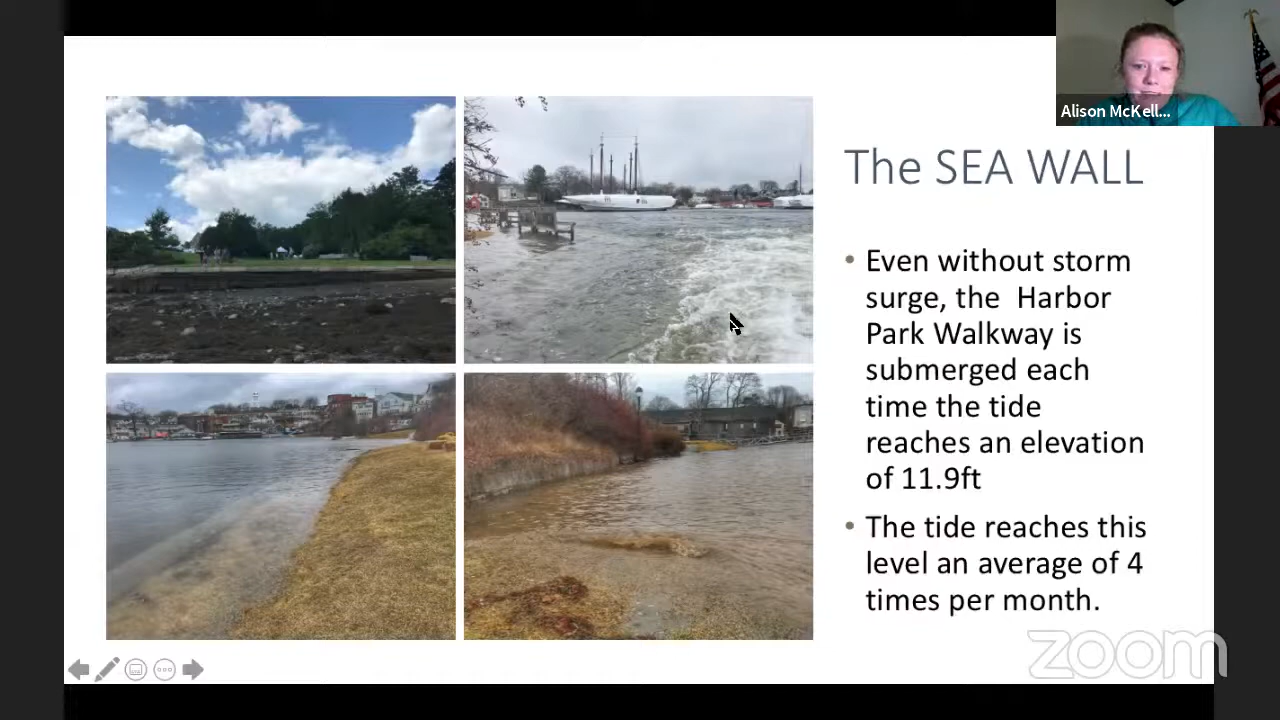 Alison McKell...
The SEA WALL
• Even without storm
surge, the Harbor
Park Walkway is
submerged each
time the tide
reaches an elevation
of 11.9ft
• The tide reaches this
level an average of 4
times per month.
zoom